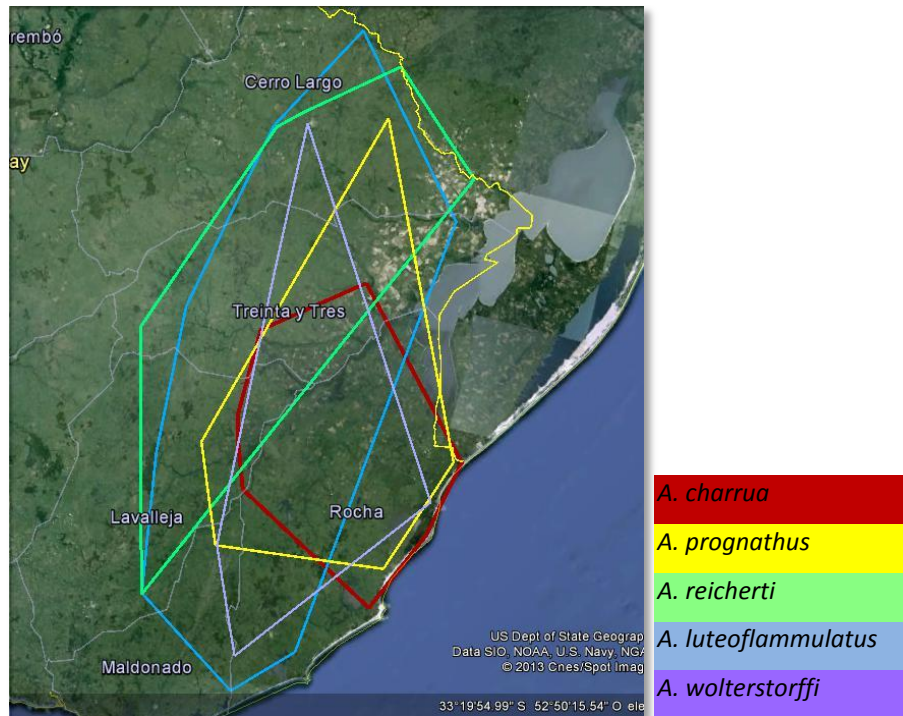 rembó
Cerro Largo
ay
Treinta y Tres
Lavalleja
Rocha
Maldonado
US Dept of State Geograp
Data SIO, NOAA, U.S. Navy, NGA
© 2013 Cnes/Spot Imag
33°19'54.99" S 52°50'15.54" O ele
A. charrua
A. prognathus
A. reicherti
A. luteoflammulatus
A. wolterstorffi